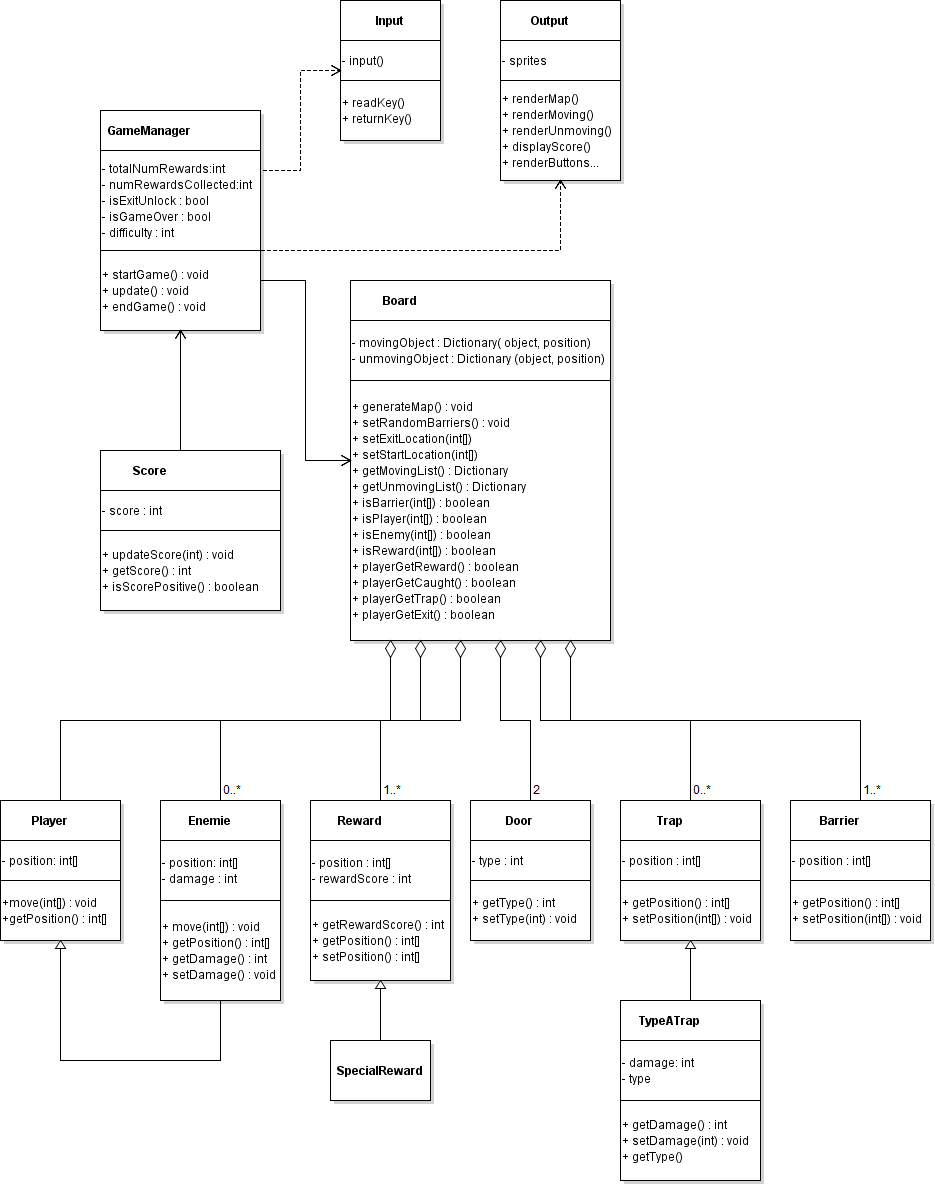 Input
- input()
+ readKey()
+ returnKey()
Output
- sprites
+ renderMap()
+ renderMoving()
+ renderUnmoving()
+ displayScore()
+ renderButtons...
GameManager
- totalNumRewards:int
- numRewardsCollected:int
- isExitUnlock : bool
- isGameOver : bool
- difficulty : int
+ startGame() : void
+ update() : void
+ endGame() : void
Board
- movingObject : Dictionary( object, position)
- unmovingObject : Dictionary (object, position)
+ generateMap() : void
+ setRandomBarriers() : void
+ setExitLocation(int[])
+ setStartLocation(int[])
+ getMovingList() : Dictionary
+ getUnmovingList() : Dictionary
+ isBarrier(int[]) : boolean
+ isPlayer(int[]) : boolean
+ isEnemy(int[]) : boolean
+ isReward(int[]) : boolean
+ playerGetReward() : boolean
+ playerGetCaught() : boolean
+ playerGetTrap() : boolean
+ playerGetExit() : boolean
Score
- score : int
+ updateScore(int) : void
+ getScore() : int
+ isScorePositive() : boolean
0..*
1..*
2
0..*
1..*
Player
- position: int[]
+move(int[]) : void
+getPosition() : int[]
Enemie
- position: int[]
- damage : int
+ move(int[]) : void
+ getPosition() : int[]
+ getDamage() : int
+ setDamage() : void
Reward
- position : int[]
- rewardScore : int
+ getRewardScore() : int
+ getPosition() : int[]
+ setPosition() : int[]
Door
- type : int
+ getType() : int
+ setType(int) : void
Trap
- position : int[]
+ getPosition() : int[]
+ setPosition(int[]) : void
Barrier
- position : int[]
+ getPosition() : int[]
+ setPosition(int[]) : void
SpecialReward
TypeATrap
- damage: int
- type
+ getDamage() : int
+ setDamage(int) : void
+ getType()